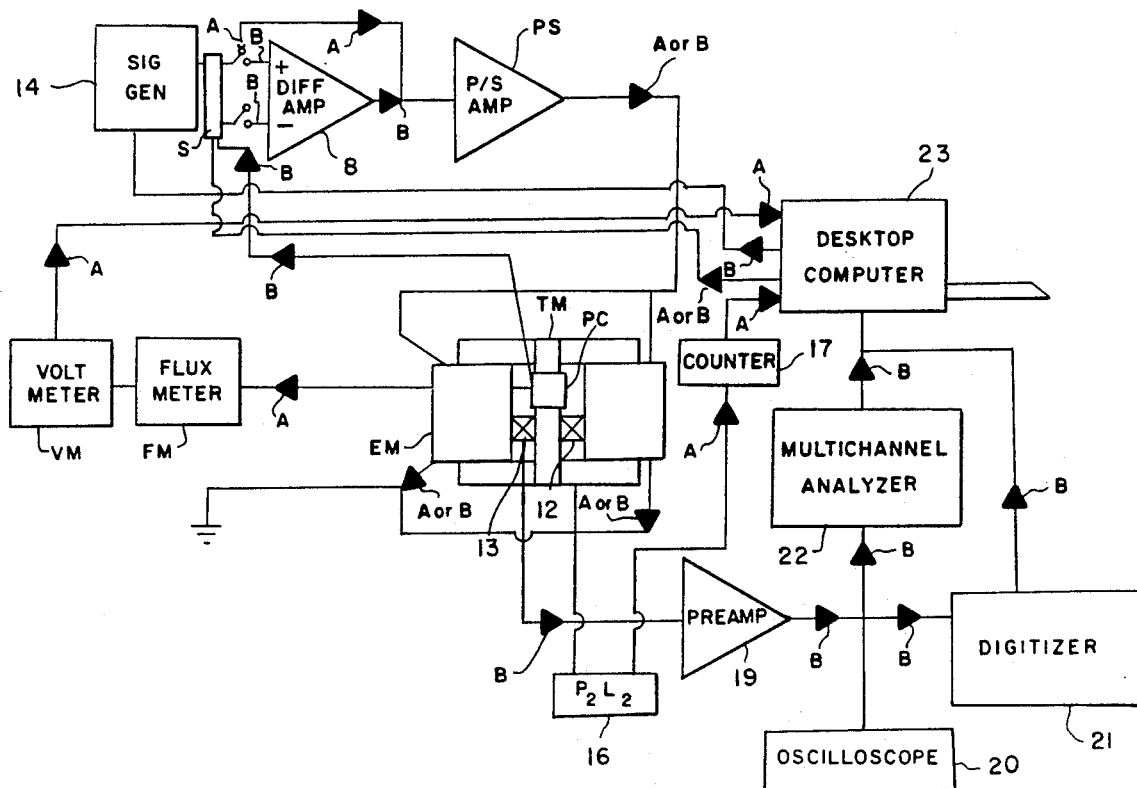 PS
A or B
A
B
A
SIG
GEN
14
+
DIFF
AMP
-
B
B
P/S
AMP
B
S
8
B
23
A
DESKTOP
COMPUTER
B
A or B
A
A
B
TM
PC
COUNTER
17
VOLT
METER
FLUX
METER
A
VM
FM
EM
A
B
MULTICHANNEL
ANALYZER
A or B
13
12
A or B
22
B
B
PREAMP
19
B
B
B
DIGITIZER
21
P2L2
16
OSCILLOSCOPE
20